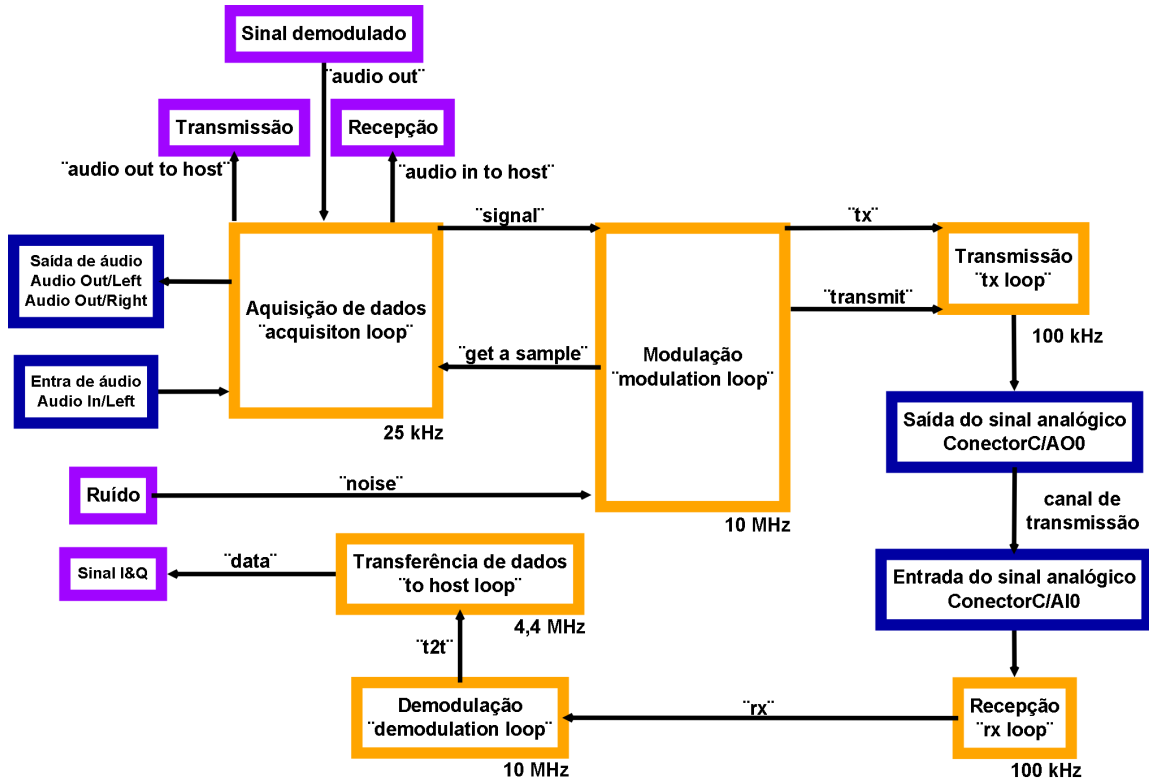 Sinal demodulado
¨audio out¨
Transmissão
Recepção
¨audio out to host¨
¨audio in to host¨
¨signal¨
¨tx¨
Saída de áudio
Audio Out/Left
Audio Out/Right
Aquisição de dados
¨acquisiton loop¨
Transmissão
¨tx loop¨
¨transmit¨
100 kHz
¨get a sample¨
Modulação
¨modulation loop¨
Entra de áudio
Audio In/Left
25 kHz
Saída do sinal analógico
ConectorC/AO0
Ruído
¨noise¨
10 MHz
canal de
transmissão
Sinal I&Q
¨data¨
Transferência de dados
¨to host loop¨
4,4 MHz
Entrada do sinal analógico
ConectorC/AI0
¨t2t¨
Demodulação
¨demodulation loop¨
10 MHz
¨rx¨
Recepção
¨rx loop¨
100 kHz